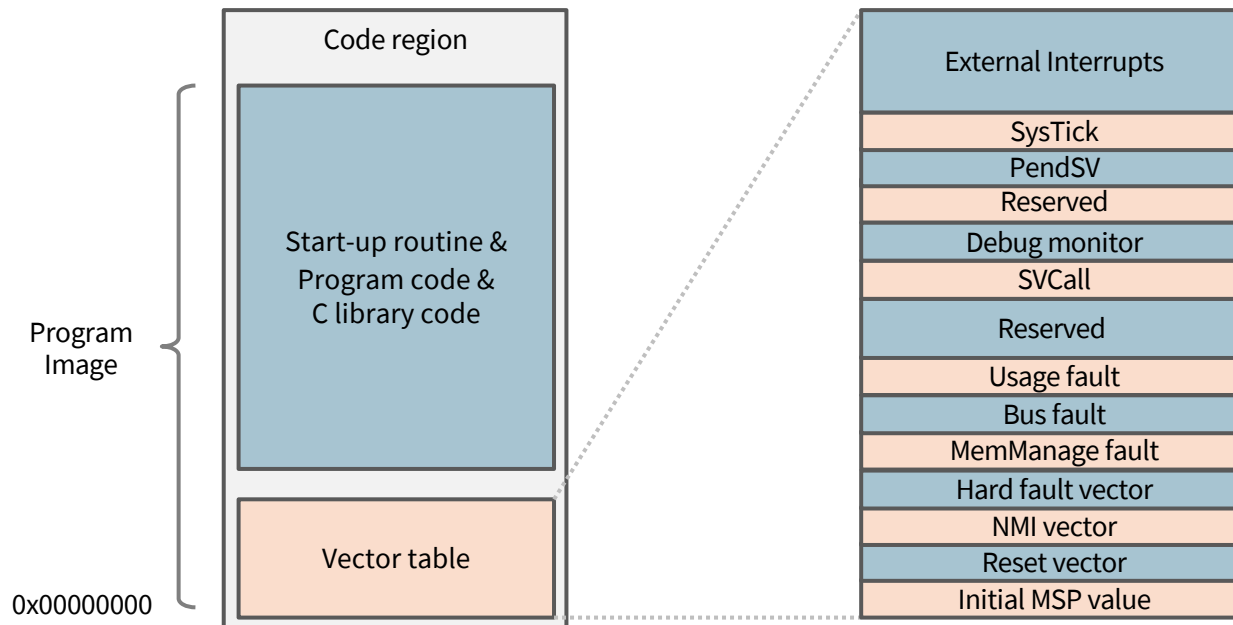 Code region
Start-up routine &
Program code &
C library code
Program
Image
Vector table
0x00000000
External Interrupts
SysTick
PendSV
Reserved
Debug monitor
SVCall
Reserved
Usage fault
Bus fault
MemManage fault
Hard fault vector
NMI vector
Reset vector
Initial MSP value